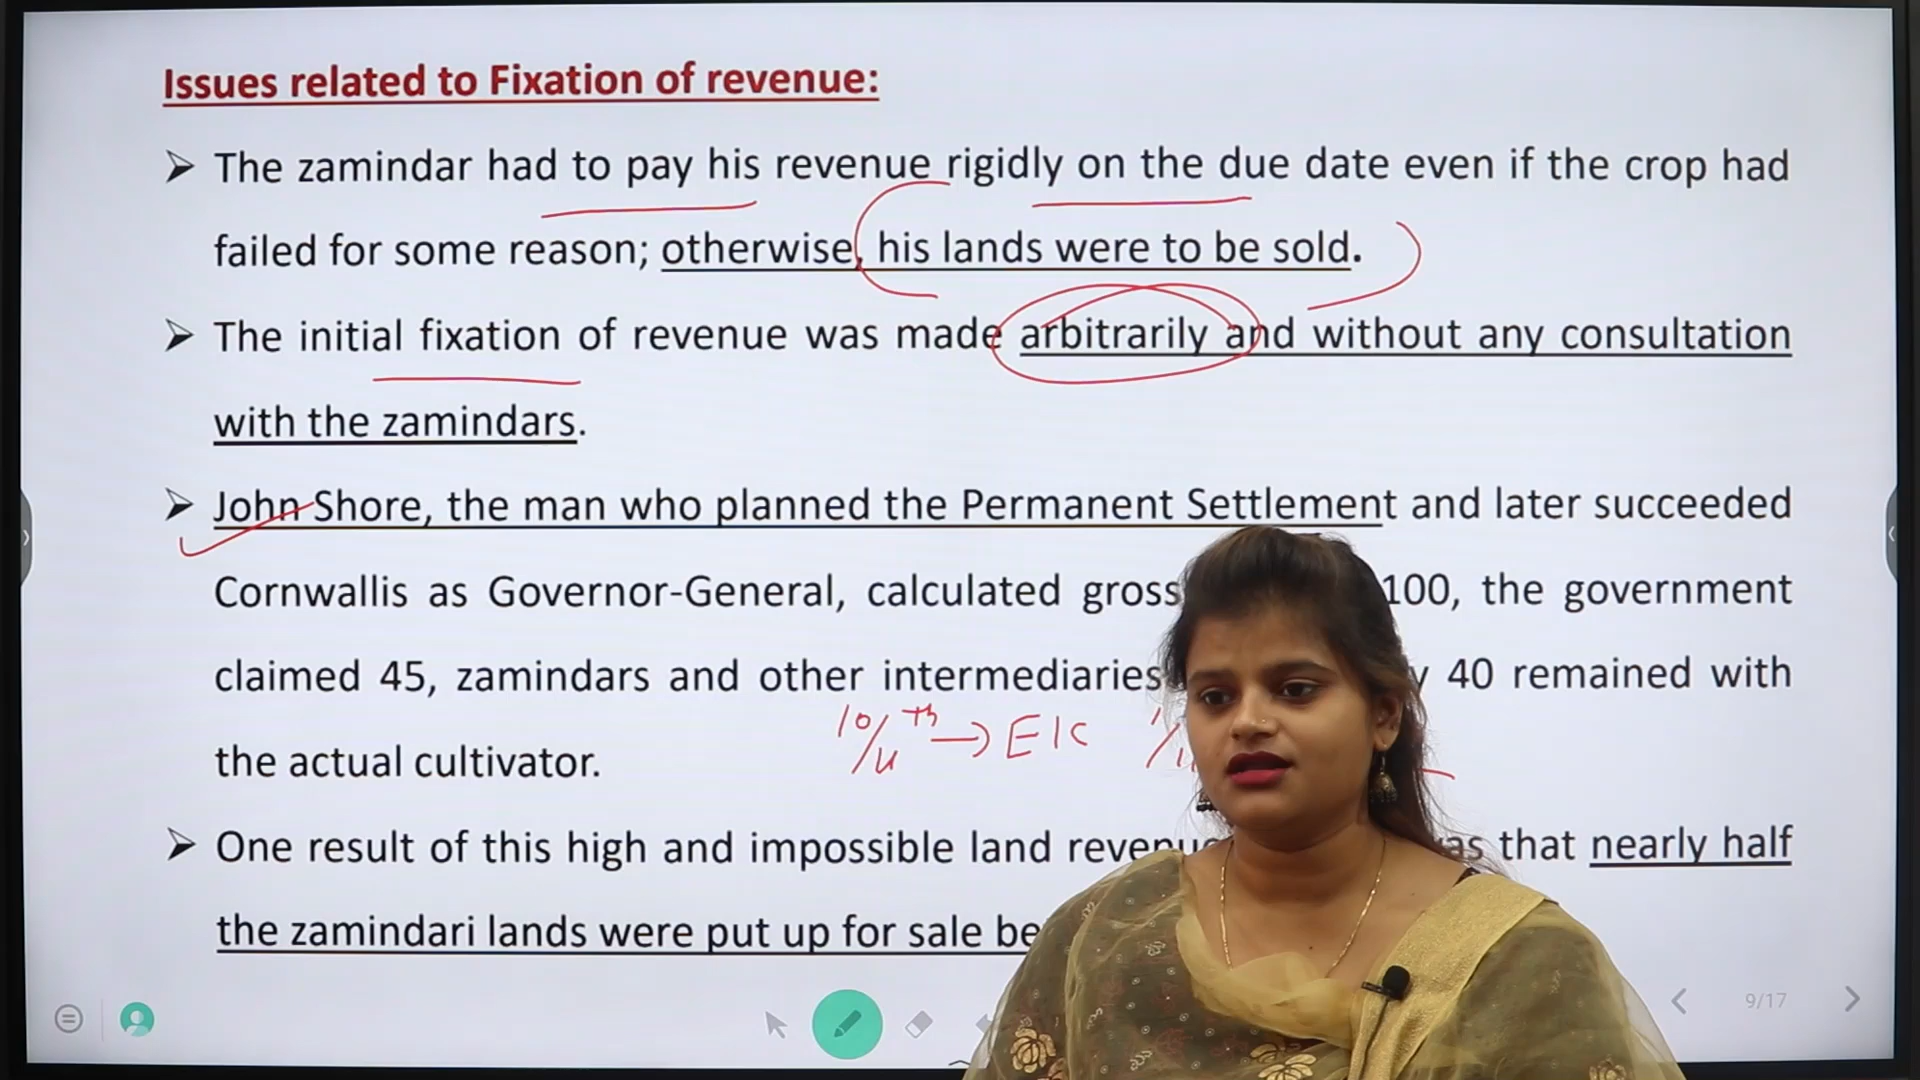 Issues related to Fixation of revenue:
➢ The zamindar had to pay his revenue rigidly on the due date even if the crop had
failed for some reason; otherwise, his lands were to be sold.
➢ The initial fixation of revenue was made arbitrarily and without any consultation
with the zamindars.
➢ John Shore, the man who planned the Permanent Settlement and later succeeded
Cornwallis as Governor-General, calculated gross 100, the government
claimed 45, zamindars and other intermediaries 40 remained with
10/11 th → EIC
the actual cultivator.
➢ One result of this high and impossible land that nearly half
the zamindari lands were put up for sale
9/17